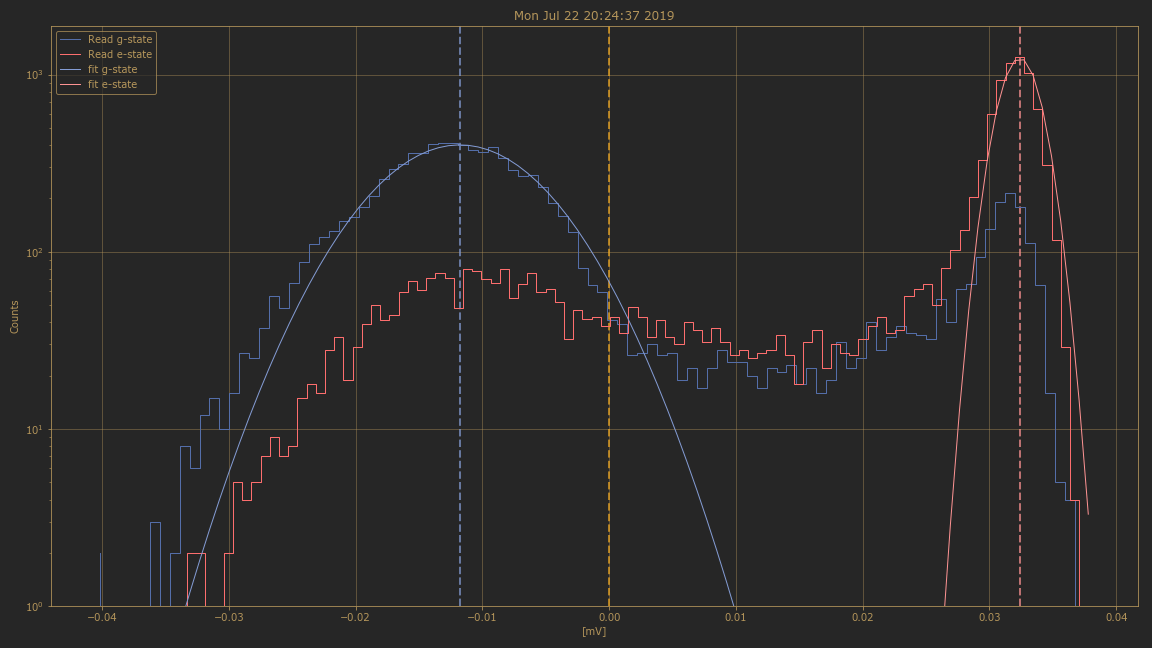 Mon Jul 22 20:24:37 2019
Read g-state
Read e-state
fit g-state
fit e-state
Counts
10³
10²
10¹
10⁰
−0.04 −0.03 −0.02 −0.01 0.00 0.01 0.02 0.03 0.04
[mV]